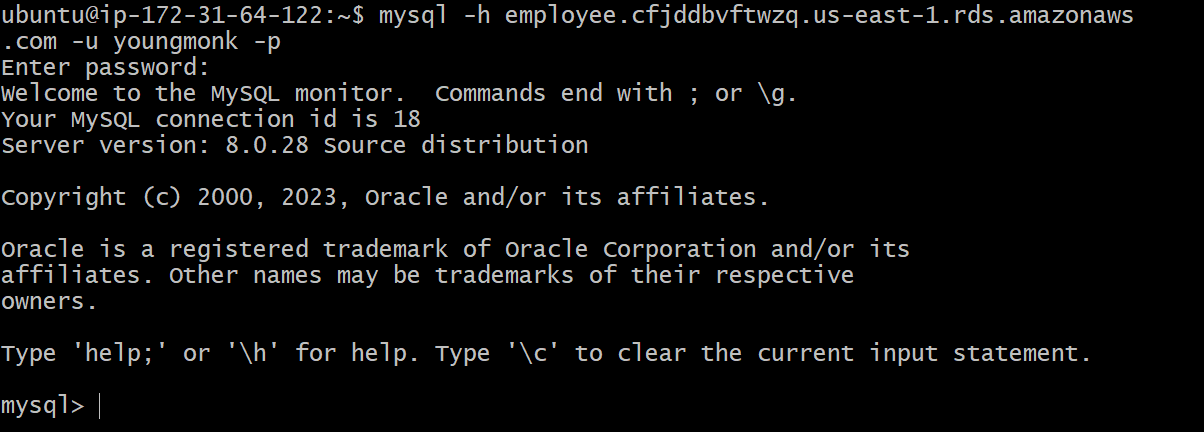 ubuntu@ip-172-31-64-122:~$ mysql -h employee.cfjddbvftwzq.us-east-1.rds.amazonaws
.com -u youngmonk -p
Enter password:
Welcome to the MySQL monitor.  Commands end with ; or \g.
Your MySQL connection id is 18
Server version: 8.0.28 Source distribution

Copyright (c) 2000, 2023, Oracle and/or its affiliates.

Oracle is a registered trademark of Oracle Corporation and/or its
affiliates. Other names may be trademarks of their respective
owners.

Type 'help;' or '\h' for help. Type '\c' to clear the current input statement.

mysql>